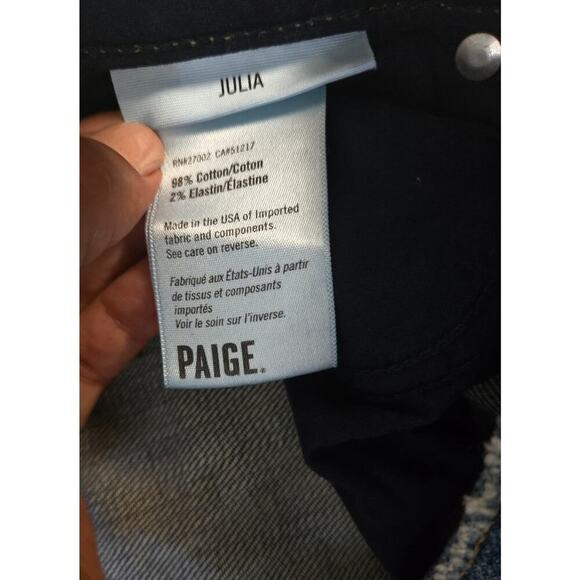 JULIA
RN#27002 CA#51217
98% Cotton/Coton
2% Elastin/Élastine
Made in the USA of Imported
fabric and components.
See care on reverse.
Fabriqué aux États-Unis à partir
de tissus et composants
importés
Voir le soin sur l'inverse.
PAIGE.